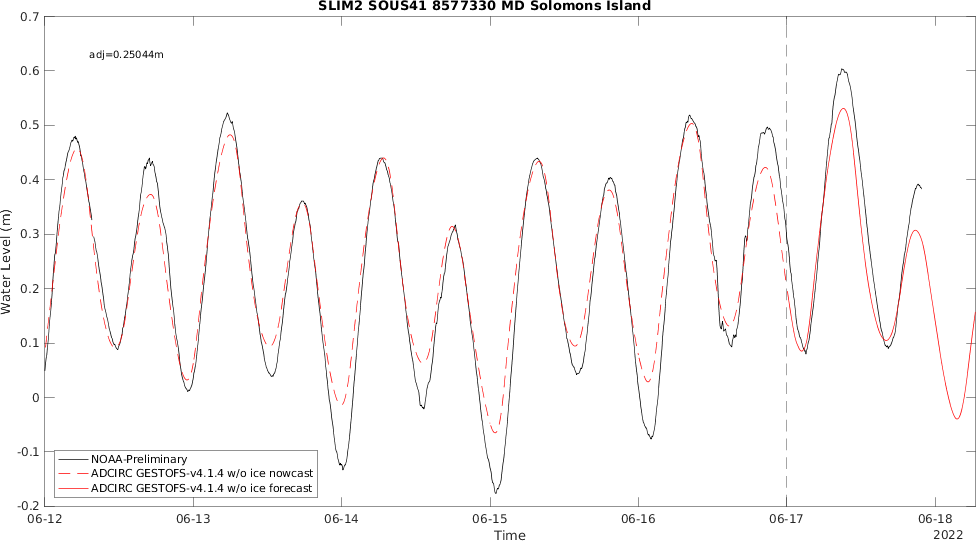 SLIM2 SOUS41 8577330 MD Solomons Island
adj=0.25044m
0.7
0.6
0.5
0.4
0.3
0.2
0.1
0
-0.1
-0.2
Water Level (m)
NOAA-Preliminary
ADCIRC GESTOFS-v4.1.4 w/o ice nowcast
ADCIRC GESTOFS-v4.1.4 w/o ice forecast
06-12 06-13 06-14 06-15 06-16 06-17 06-18
Time
2022